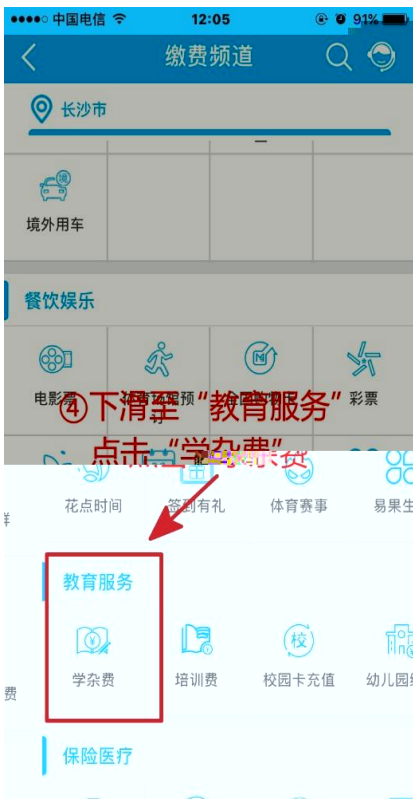 中国电信 12:05 91%
缴费频道
长沙市
境外用车
餐饮娱乐
电影票 彩票
④下滑至“教育服务”
点击“学杂费”
花点时间 签到有礼 体育赛事 易果生
教育服务
学杂费 培训费 校园卡充值 幼儿园
费
保险医疗